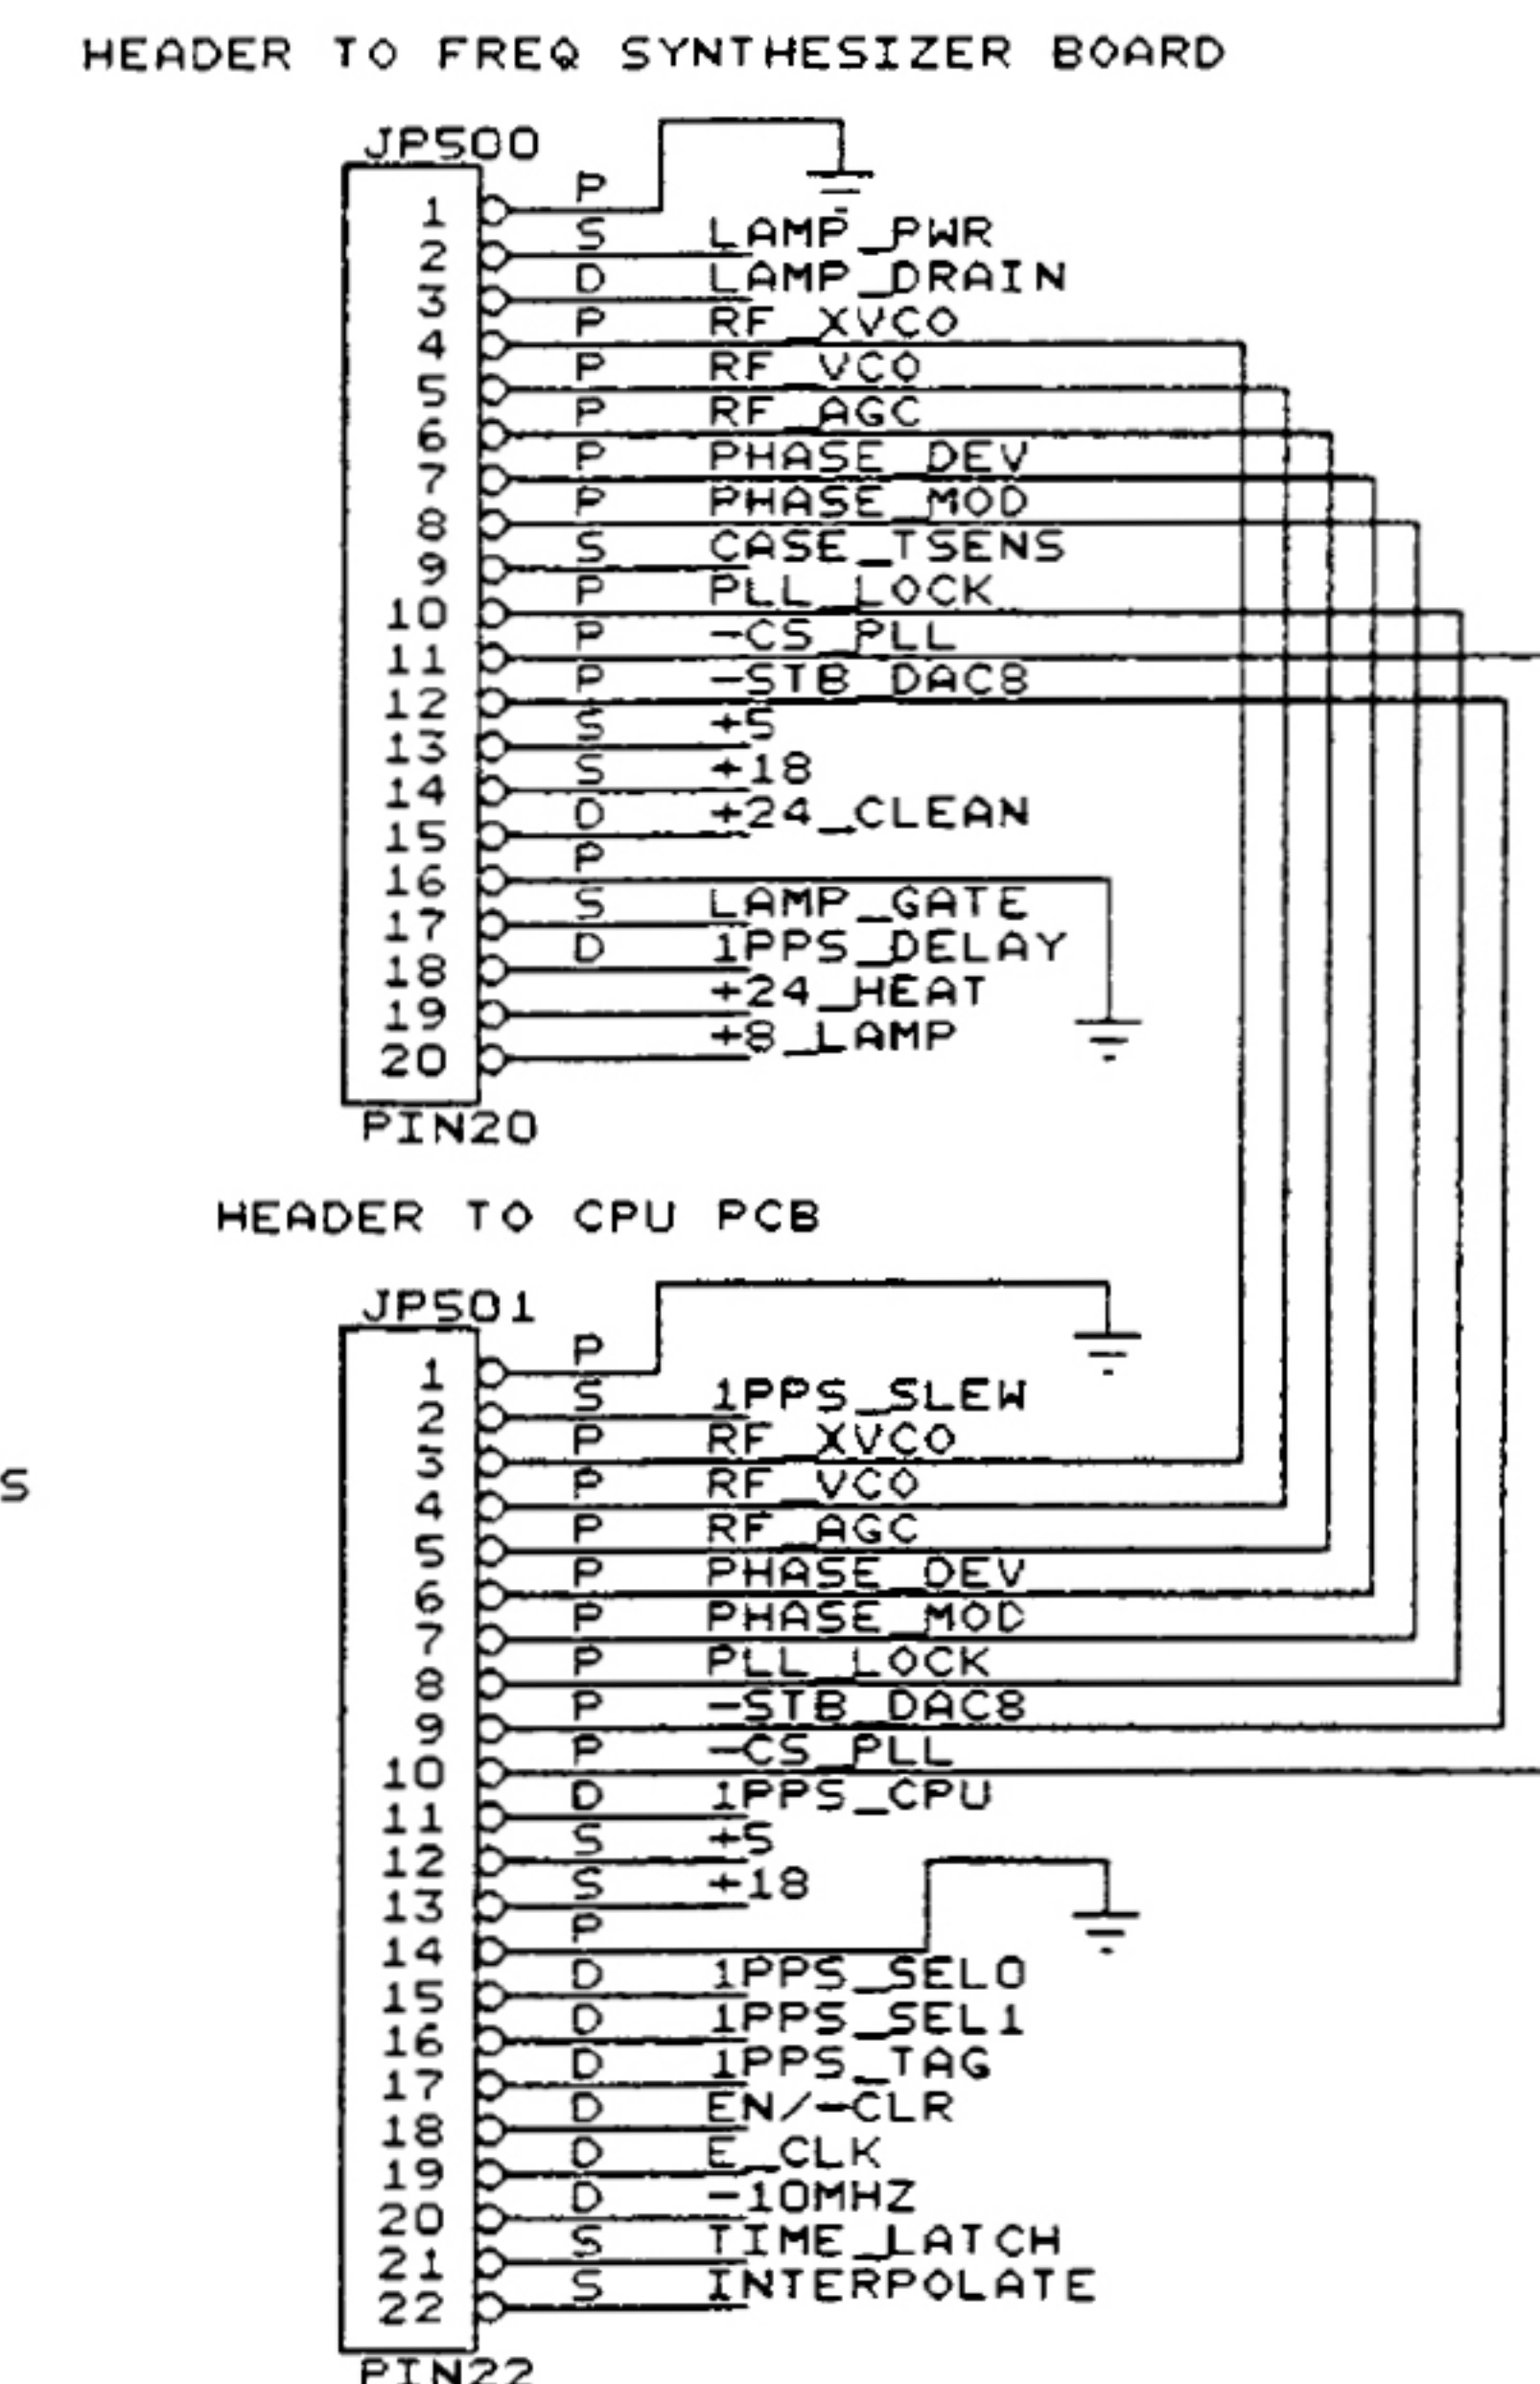 HEADER TO FREQ SYNTHESIZER BOARD
JP500
1 P
2 S LAMP_PWR
3 D LAMP_DRAIN
4 P RF_XVCO
5 P RF_VCO
6 P RF_AGC
7 P PHASE_DEV
8 P PHASE_MOD
9 S CASE_TSENS
10 P PLL_LOCK
11 P -CS_PLL
12 P -STB_DAC8
13 S +5
14 S +18
15 D +24_CLEAN
16 P
17 S LAMP_GATE
18 D 1PPS_DELAY
19 +24_HEAT
20 +8_LAMP
PIN20
HEADER TO CPU PCB
JP501
1 P
2 S 1PPS_SLEW
3 P RF_XVCO
S
4 P RF_VCO
5 P RF_AGC
6 P PHASE_DEV
7 P PHASE_MOD
8 P PLL_LOCK
9 P -STB_DAC8
10 P -CS_PLL
11 D 1PPS_CPU
12 S +5
13 S +18
14 P
15 D 1PPS_SEL0
16 D 1PPS_SEL1
17 D 1PPS_TAG
18 D EN/-CLR
19 D E_CLK
20 D -10MHZ
21 S TIME_LATCH
22 S INTERPOLATE
PIN22